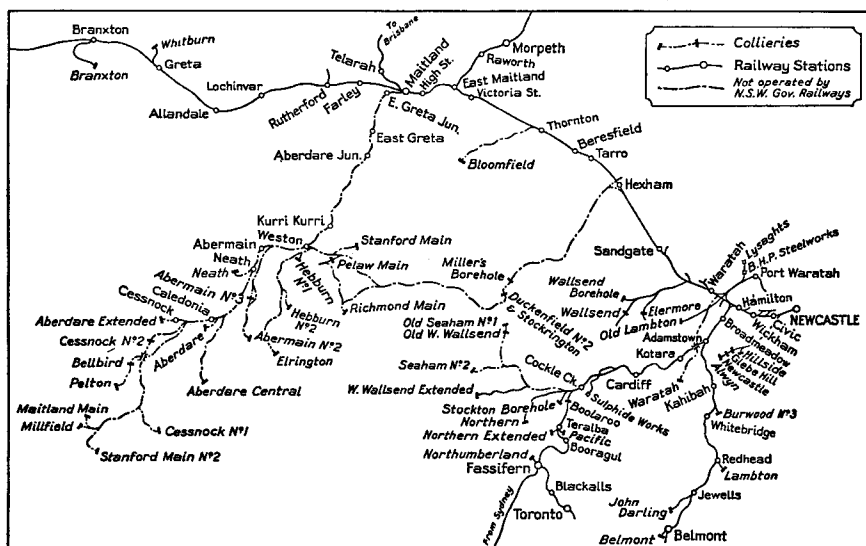 Branxton
Whitburn
Greta
Branxton
Lochinvar
Allandale
Rutherford
Farley
Telarah
To
Brisbane
Maitland
High St.
Morpeth
Raworth
East Maitland
Victoria St.
E. Greta Jun.
East Greta
Aberdare Jun.
Thornton
Beresfield
Tarro
Bloomfield
Hexham
Collieries
Railway Stations
Not operated by
N.S.W. Gov. Railways
Kurri Kurri
Weston
Abermain
Neath
Neath
Stanford Main
Pelaw Main
Hebburn
Nº1
Richmond Main
Miller's
Borehole
Sandgate
Abermain Nº3
Cessnock
Caledonia
Aberdare Extended
Cessnock Nº2
Bellbird
Pelton
Aberdare
Hebburn
Nº2
Abermain Nº2
Elrington
Aberdare Central
Maitland Main
Millfield
Cessnock Nº1
Stanford Main Nº2
Duckenfield Nº2
& Stockrington
Wallsend
Borehole
Wallsend
Elermore
Old Lambton
Waratah
Lysaghts
B.H.P. Steelworks
Port Waratah
Hamilton
NEWCASTLE
Civic
Wickham
Broadmeadow
Adamstown
Kotara
Hillside
Glebe Hill
Newcastle
Alwyn
Waratah
Kahibah
Old Seaham Nº1
Old W. Wallsend
Seaham Nº2
W. Wallsend Extended
Cockle Ck.
Cardiff
Sulphide Works
Stockton Borehole
Northern
Boolaroo
Teralba
Northern Extended
Pacific
Booragul
Northumberland
Fassifern
From Sydney
Blackalls
Toronto
Burwood Nº3
Whitebridge
Redhead
Lambton
John
Darling
Jewells
Belmont
Belmont